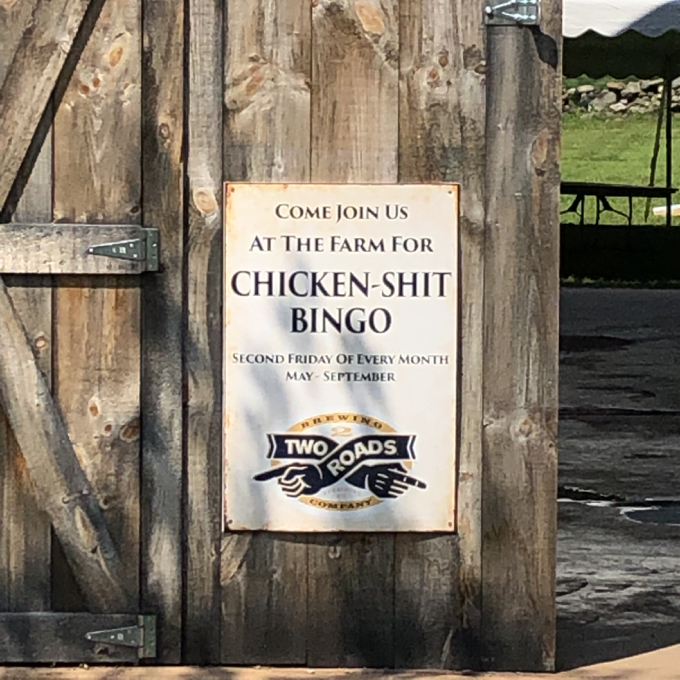 COME JOIN US
AT THE FARM FOR
CHICKEN-SHIT
BINGO
SECOND FRIDAY OF EVERY MONTH
MAY - SEPTEMBER
BREWING
2
TWO ROADS
COMPANY